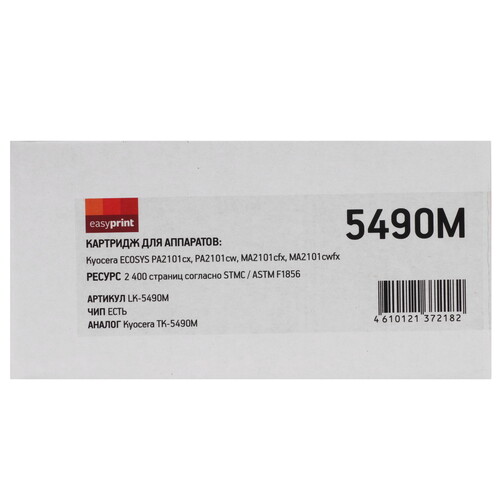 easyprint
5490M
КАРТРИДЖ ДЛЯ АППАРАТОВ:
Kyocera ECOSYS PA2101cx, PA2101cw, MA2101cfx, MA2101cwfx
РЕСУРС 2 400 страниц согласно STMC / ASTM F1856
АРТИКУЛ LK-5490M
ЧИП ЕСТЬ
АНАЛОГ Kyocera TK-5490M
4 610121 372182